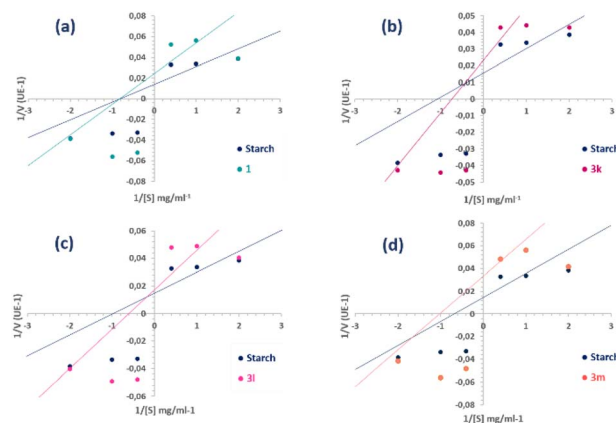 (a)
0,08
0,06
0,04
0,02
-3 -2 -1 0 1 2 3
-0,02
-0,04
-0,06
-0,08
1/V (UE-1)
1/[S] mg/ml⁻¹
Starch
1
(b)
0,05
0,04
0,03
0,02
0,01
-3 -2 -1 0 1 2 3
-0,01
-0,02
-0,03
-0,04
-0,05
1/V (UE-1)
1/[S] mg/ml⁻¹
Starch
3k
(c)
0,06
0,04
0,02
-3 -2 -1 0 1 2 3
-0,02
-0,04
-0,06
1/V (UE-1)
1/[S] mg/ml-1
Starch
3l
(d)
0,08
0,06
0,04
0,02
-3 -2 -1 0 1 2 3
-0,02
-0,04
-0,06
-0,08
1/V (UE-1)
1/[S] mg/ml-1
Starch
3m